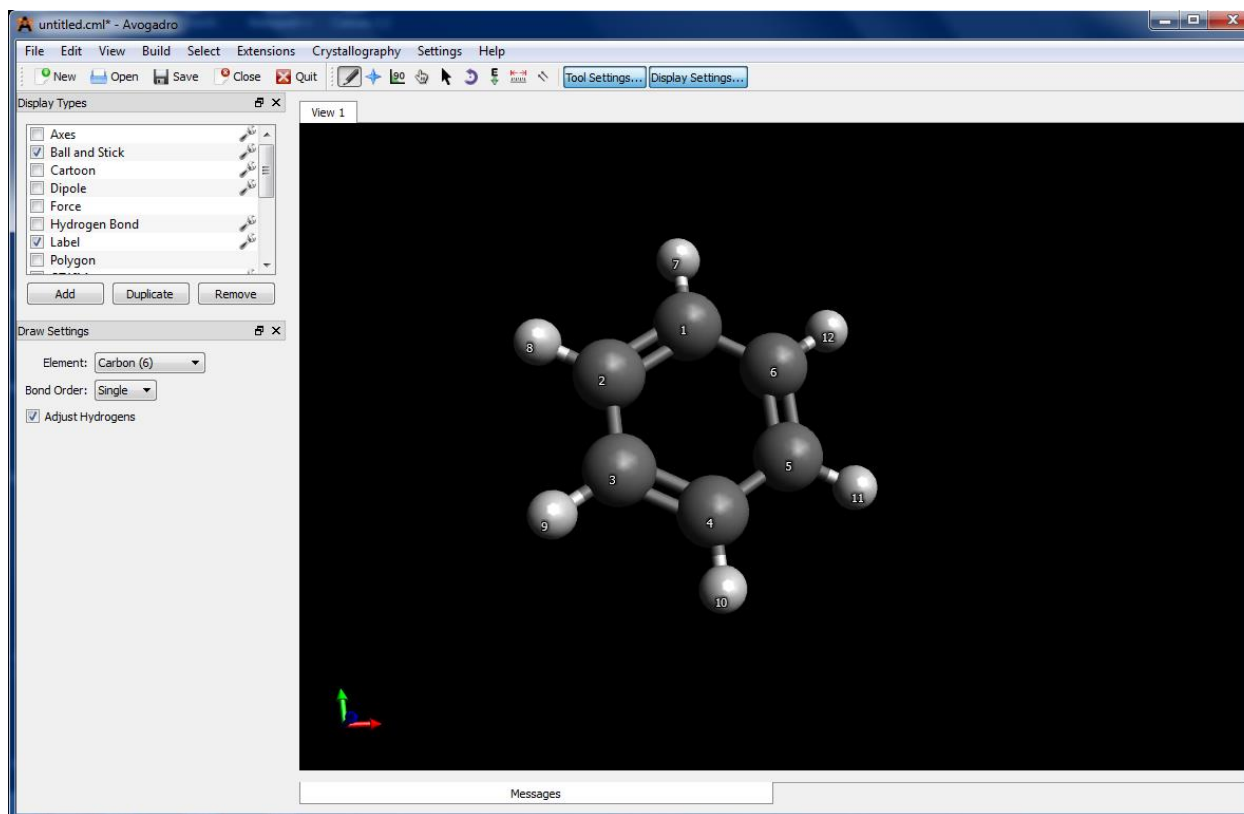 untitled.cml* - Avogadro
File Edit View Build Select Extensions Crystallography Settings Help
New Open Save Close Quit 90 E Tool Settings... Display Settings...
Display Types
View 1
Axes
Ball and Stick
Cartoon
Dipole
Force
Hydrogen Bond
Label
Polygon
Add Duplicate Remove
Draw Settings
Element: Carbon (6)
Bond Order: Single
Adjust Hydrogens
7
1
12
8
6
2
5
3
11
4
9
10
Messages